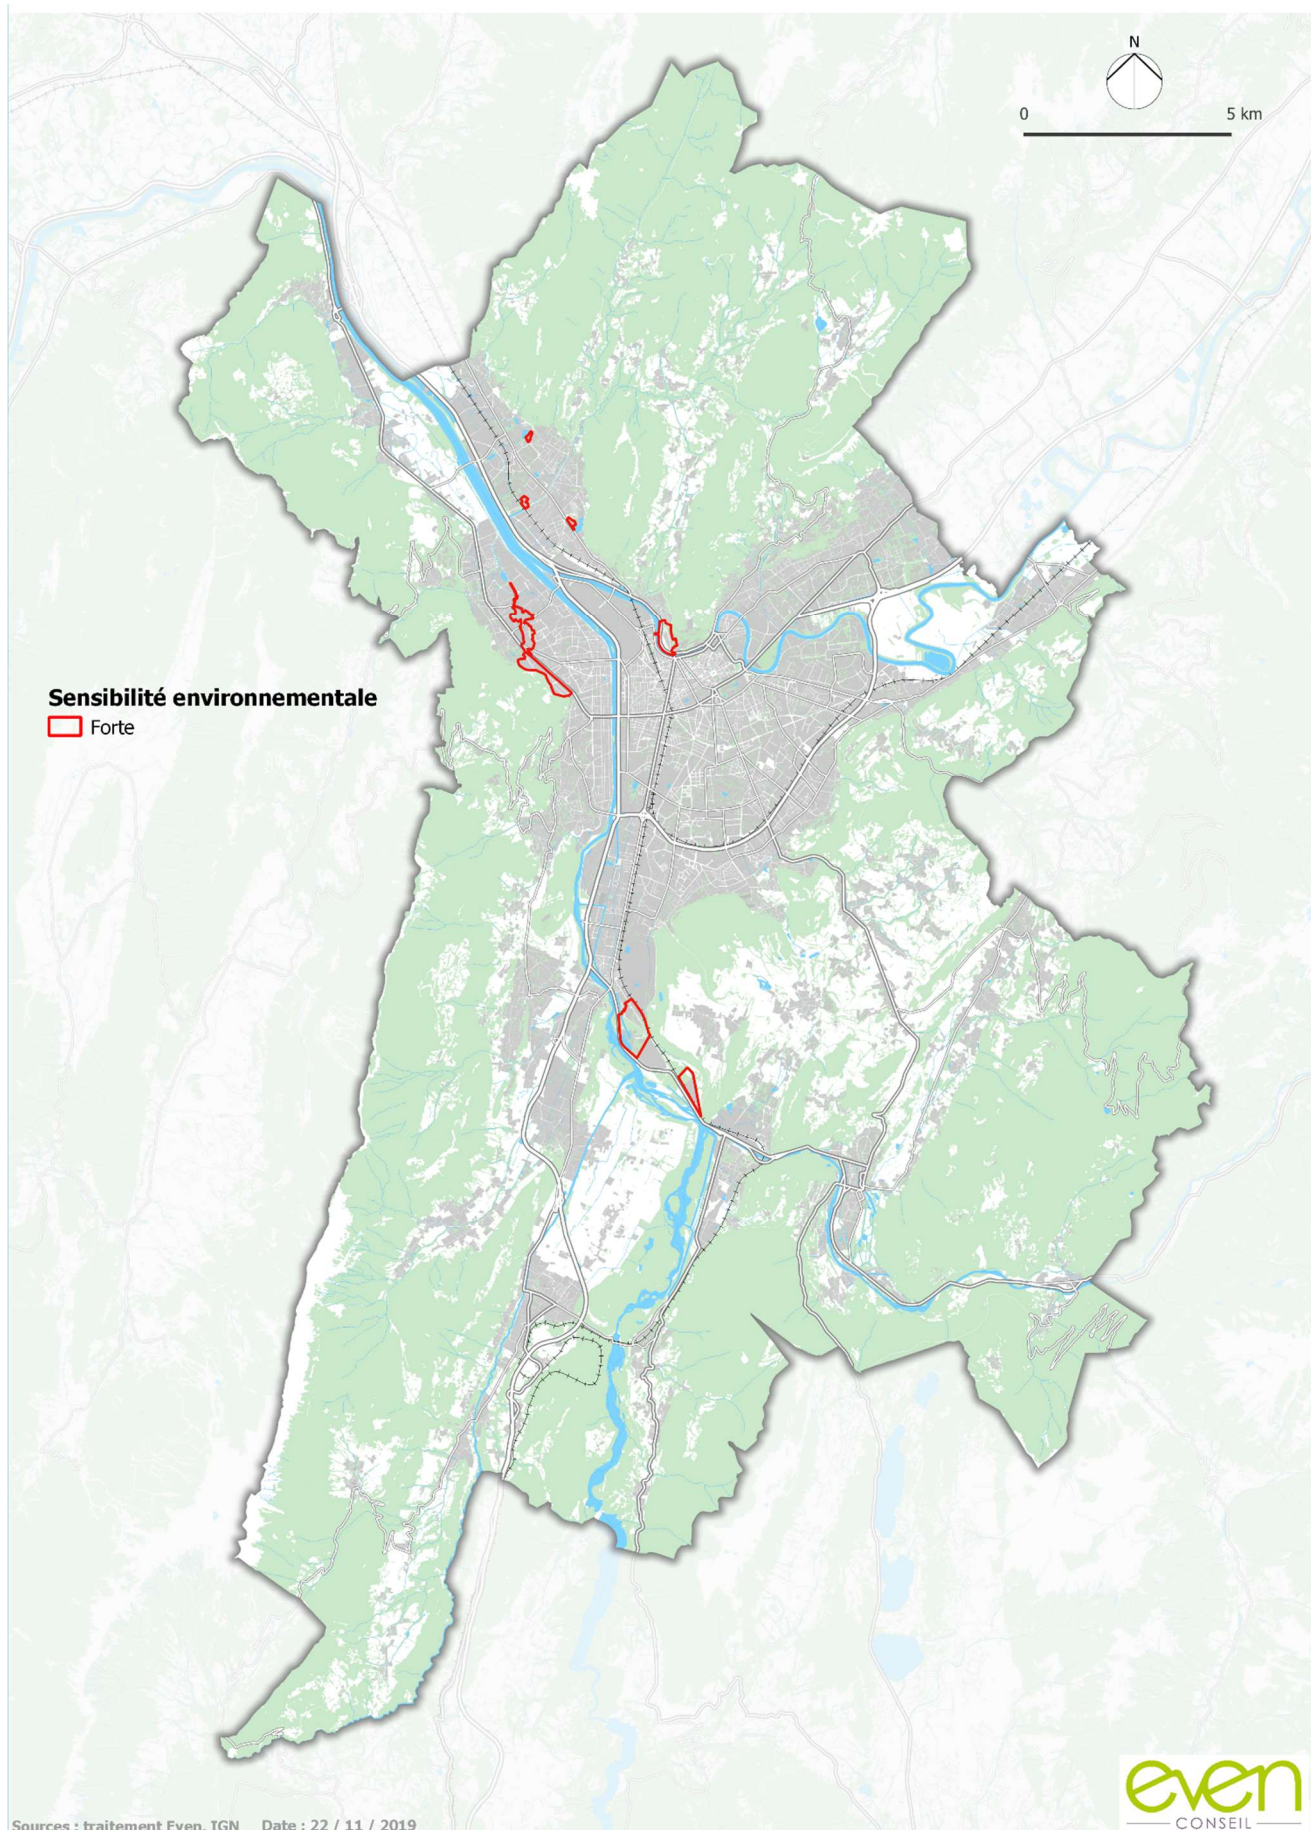 N
0 5 km
Sensibilité environnementale
Forte
even
CONSEIL
Sources : traitement Even, IGN Date : 22 / 11 / 2019